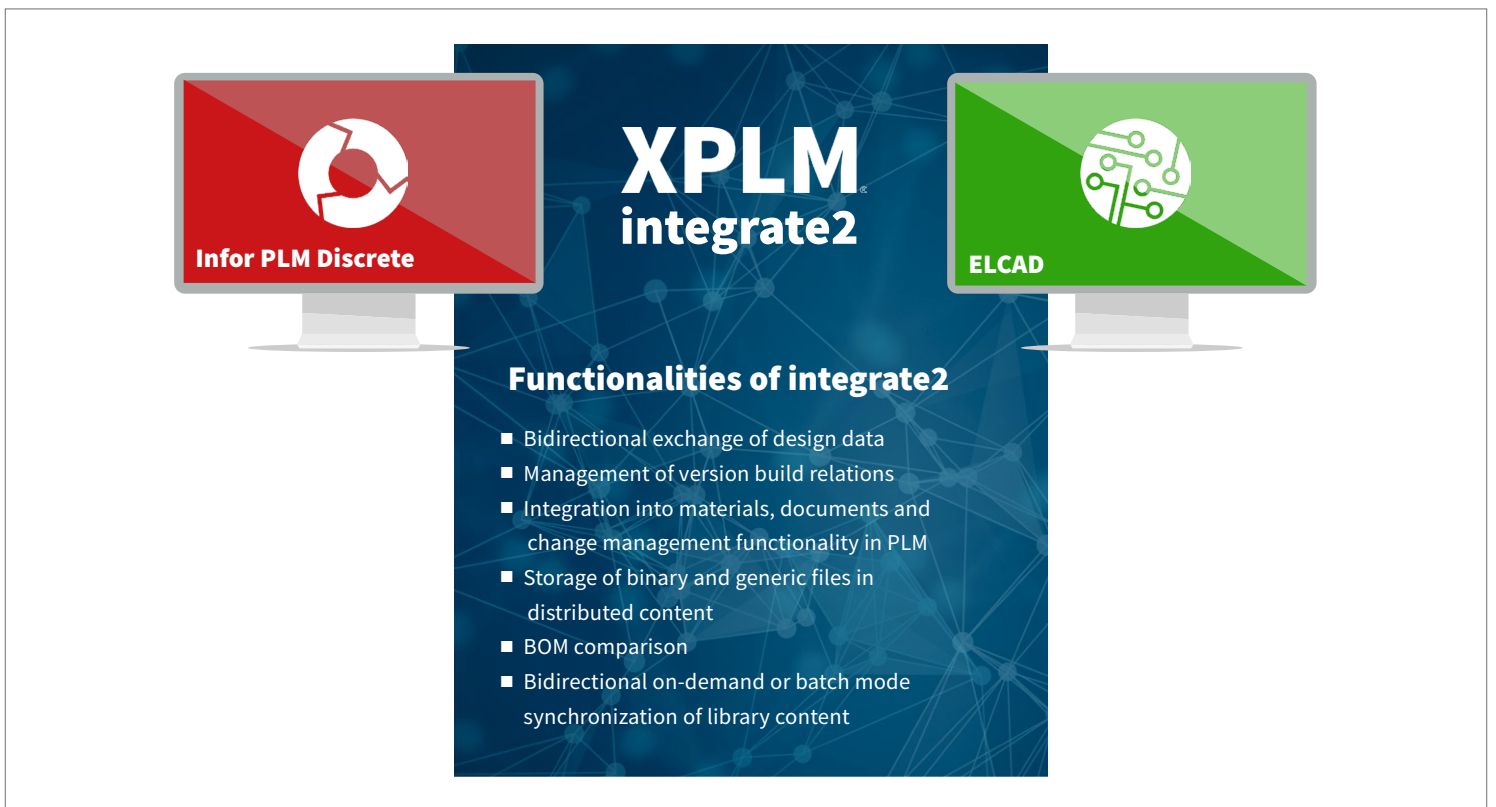 XPLM
integrate2
Infor PLM Discrete
ELCAD
Functionalities of integrate2
■ Bidirectional exchange of design data
■ Management of version build relations
■ Integration into materials, documents and
change management functionality in PLM
■ Storage of binary and generic files in
distributed content
■ BOM comparison
■ Bidirectional on-demand or batch mode
synchronization of library content